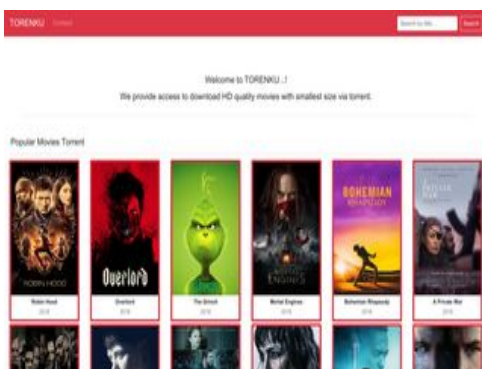 TORENKU Contact Search by title... Search
Welcome to TORENKU...!
We provide access to download HD quality movies with smallest size via torrent.
Popular Movies Torrent
ROBIN HOOD Overlord ENGINES BOHEMIAN RHAPSODY A PRIVATE WAR
Robin Hood Overlord The Grinch Mortal Engines Bohemian Rhapsody A Private War
2018 2018 2018 2018 2018 2018